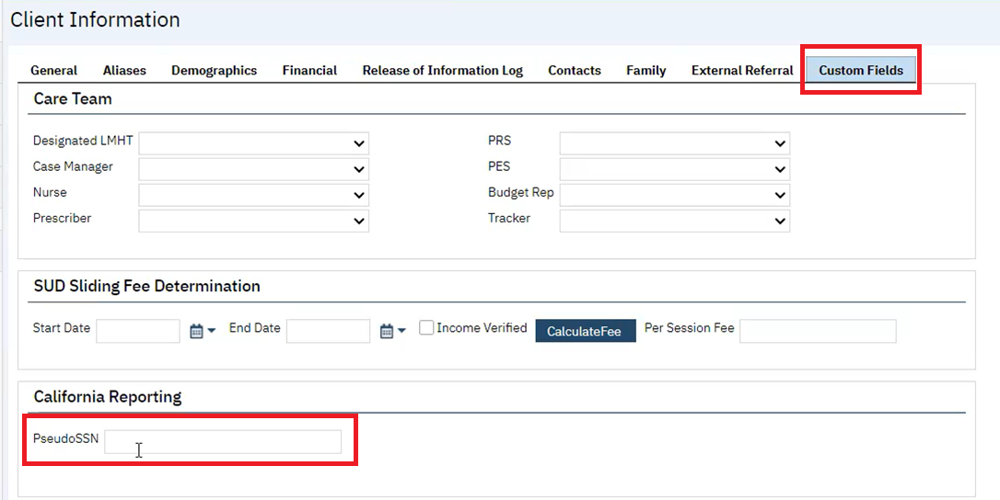 Client Information
General Aliases Demographics Financial Release of Information Log Contacts Family External Referral Custom Fields
Care Team
Designated LMHT PRS
Case Manager PES
Nurse Budget Rep
Prescriber Tracker
SUD Sliding Fee Determination
Start Date End Date Income Verified CalculateFee Per Session Fee
California Reporting
PseudoSSN